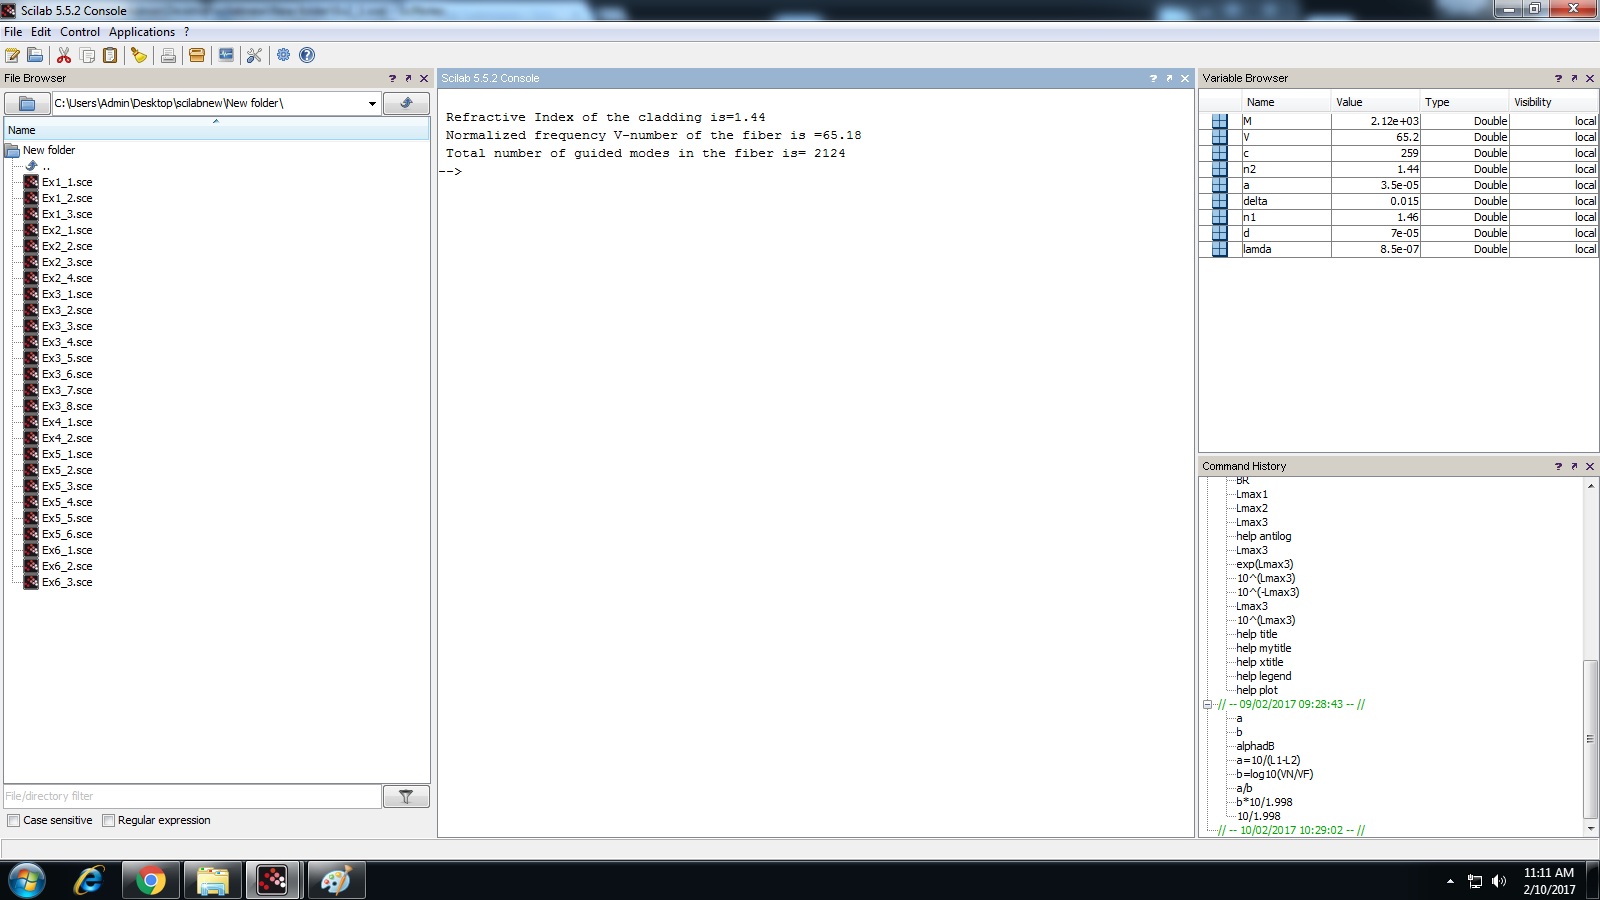 Scilab 5.5.2 Console
File Edit Control Applications ?
File Browser
C:\Users\Admin\Desktop\scilabnew\New folder\
Name
New folder
..
Ex1_1.sce
Ex1_2.sce
Ex1_3.sce
Ex2_1.sce
Ex2_2.sce
Ex2_3.sce
Ex2_4.sce
Ex3_1.sce
Ex3_2.sce
Ex3_3.sce
Ex3_4.sce
Ex3_5.sce
Ex3_6.sce
Ex3_7.sce
Ex3_8.sce
Ex4_1.sce
Ex4_2.sce
Ex5_1.sce
Ex5_2.sce
Ex5_3.sce
Ex5_4.sce
Ex5_5.sce
Ex5_6.sce
Ex6_1.sce
Ex6_2.sce
Ex6_3.sce
File/directory filter
Case sensitive Regular expression
Scilab 5.5.2 Console
Refractive Index of the cladding is=1.44
Normalized frequency V-number of the fiber is =65.18
Total number of guided modes in the fiber is= 2124
-->
Variable Browser
Name Value Type Visibility
M 2.12e+03 Double local
V 65.2 Double local
c 259 Double local
n2 1.44 Double local
a 3.5e-05 Double local
delta 0.015 Double local
n1 1.46 Double local
d 7e-05 Double local
lamda 8.5e-07 Double local
Command History
BR
Lmax1
Lmax2
Lmax3
help antilog
Lmax3
exp(Lmax3)
10^(Lmax3)
10^(-Lmax3)
Lmax3
10^(Lmax3)
help title
help mytitle
help xtitle
help legend
help plot
// -- 09/02/2017 09:28:43 -- //
a
b
alphadB
a=10/(L1-L2)
b=log10(VN/VF)
a/b
b*10/1.998
10/1.998
// -- 10/02/2017 10:29:02 -- //
11:11 AM
2/10/2017